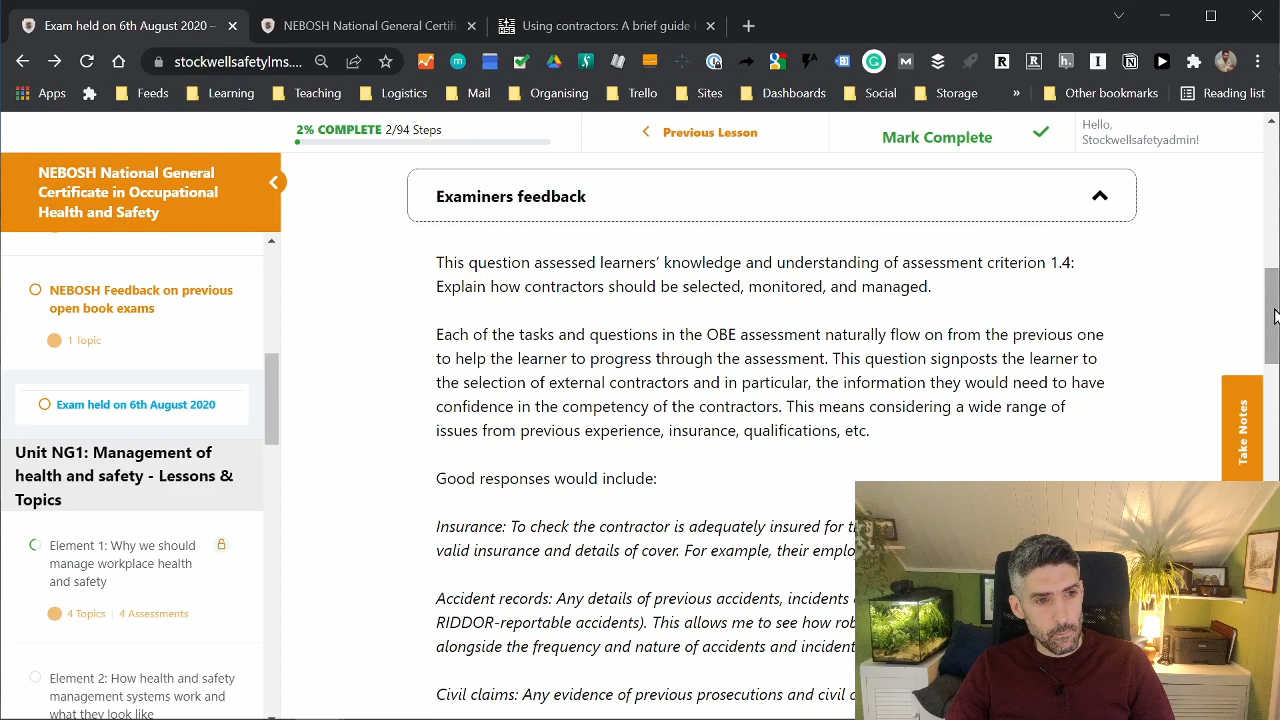 Exam held on 6th August 2020 –
NEBOSH National General Certifi
Using contractors: A brief guide
stockwellsafetylms....
Apps
Feeds
Learning
Teaching
Logistics
Mail
Organising
Trello
Sites
Dashboards
Social
Storage
»
Other bookmarks
Reading list
2% COMPLETE 2/94 Steps
Previous Lesson
Mark Complete
Hello,
Stockwellsafetyadmin!
NEBOSH National General
Certificate in Occupational
Health and Safety
NEBOSH Feedback on previous
open book exams
1 Topic
Exam held on 6th August 2020
Unit NG1: Management of
health and safety - Lessons &
Topics
Element 1: Why we should
manage workplace health
and safety
4 Topics | 4 Assessments
Element 2: How health and safety
management systems work and
what they look like
Examiners feedback
This question assessed learners’ knowledge and understanding of assessment criterion 1.4:
Explain how contractors should be selected, monitored, and managed.
Each of the tasks and questions in the OBE assessment naturally flow on from the previous one
to help the learner to progress through the assessment. This question signposts the learner to
the selection of external contractors and in particular, the information they would need to have
confidence in the competency of the contractors. This means considering a wide range of
issues from previous experience, insurance, qualifications, etc.
Good responses would include:
Insurance: To check the contractor is adequately insured for
valid insurance and details of cover. For example, their
Accident records: Any details of previous accidents, incidents
RIDDOR-reportable accidents). This allows me to see how
alongside the frequency and nature of accidents and
Civil claims: Any evidence of previous prosecutions and civil
Take Notes